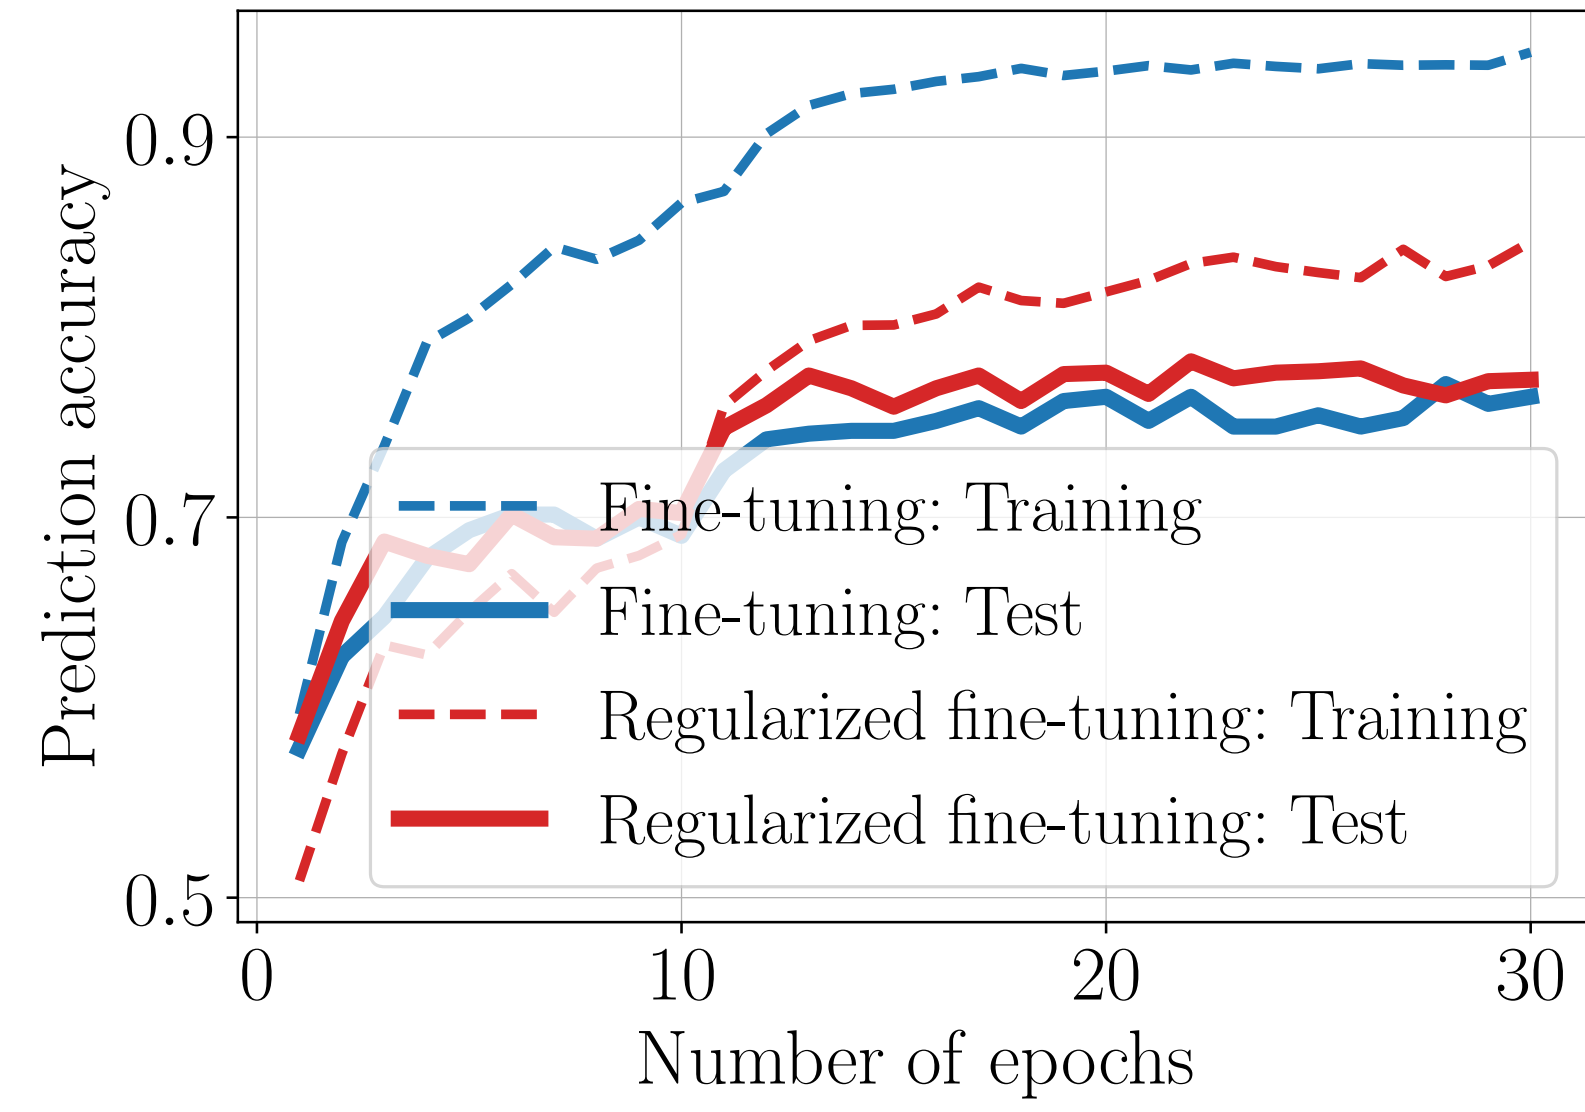 Prediction accuracy
0.9
0.7
0.5
Fine-tuning: Training
Fine-tuning: Test
Regularized fine-tuning: Training
Regularized fine-tuning: Test
0 10 20 30
Number of epochs